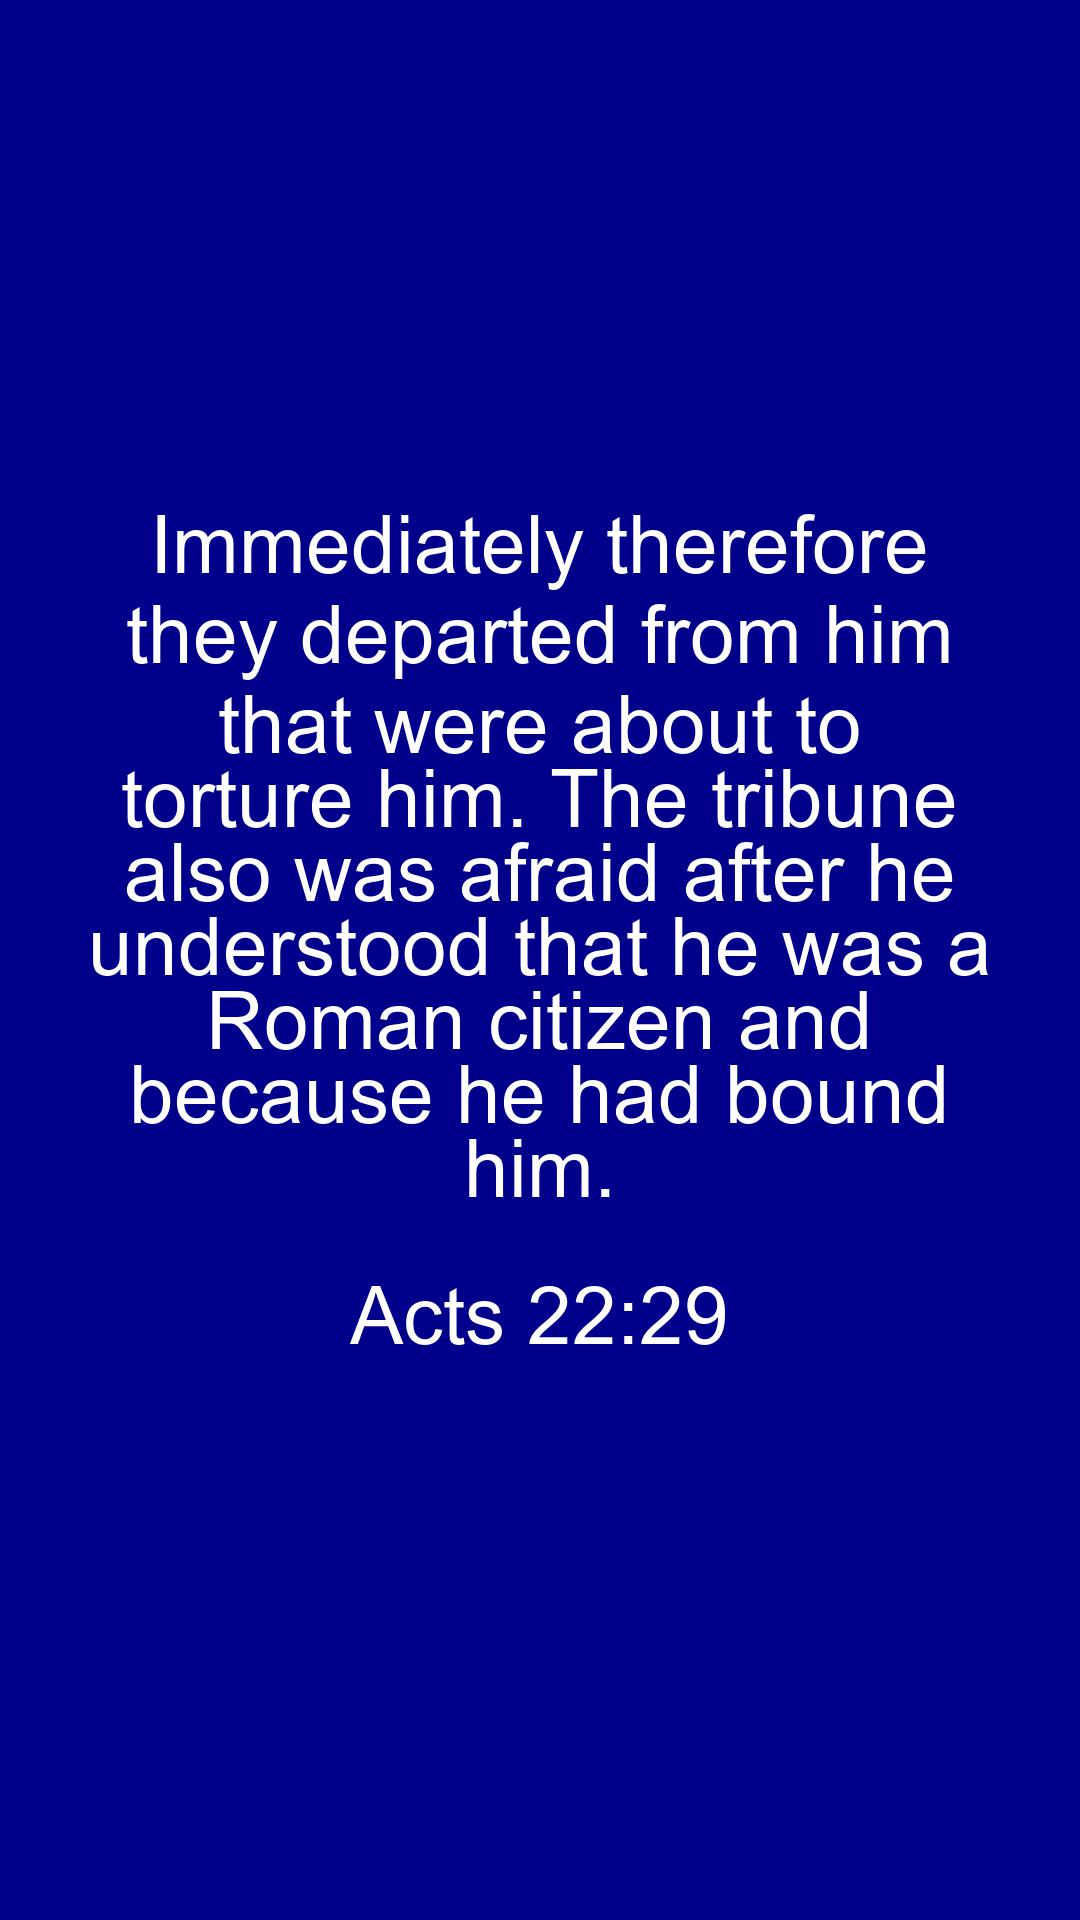 Immediately therefore
they departed from him
that were about to
torture him. The tribune
also was afraid after he
understood that he was a
Roman citizen and
because he had bound
him.
Acts 22:29